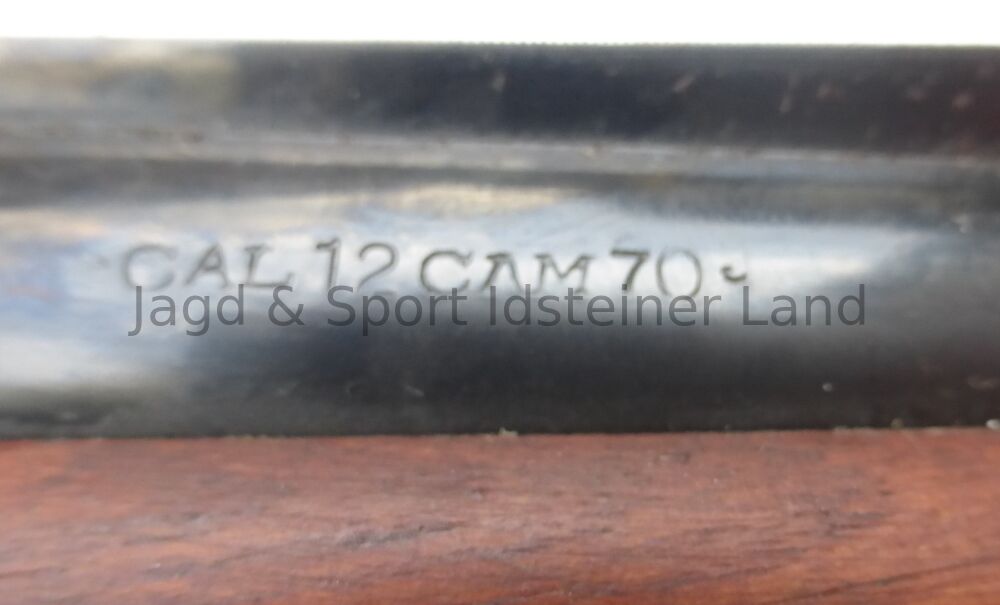 CAL 12 CAM 70
Jagd & Sport Idsteiner Land